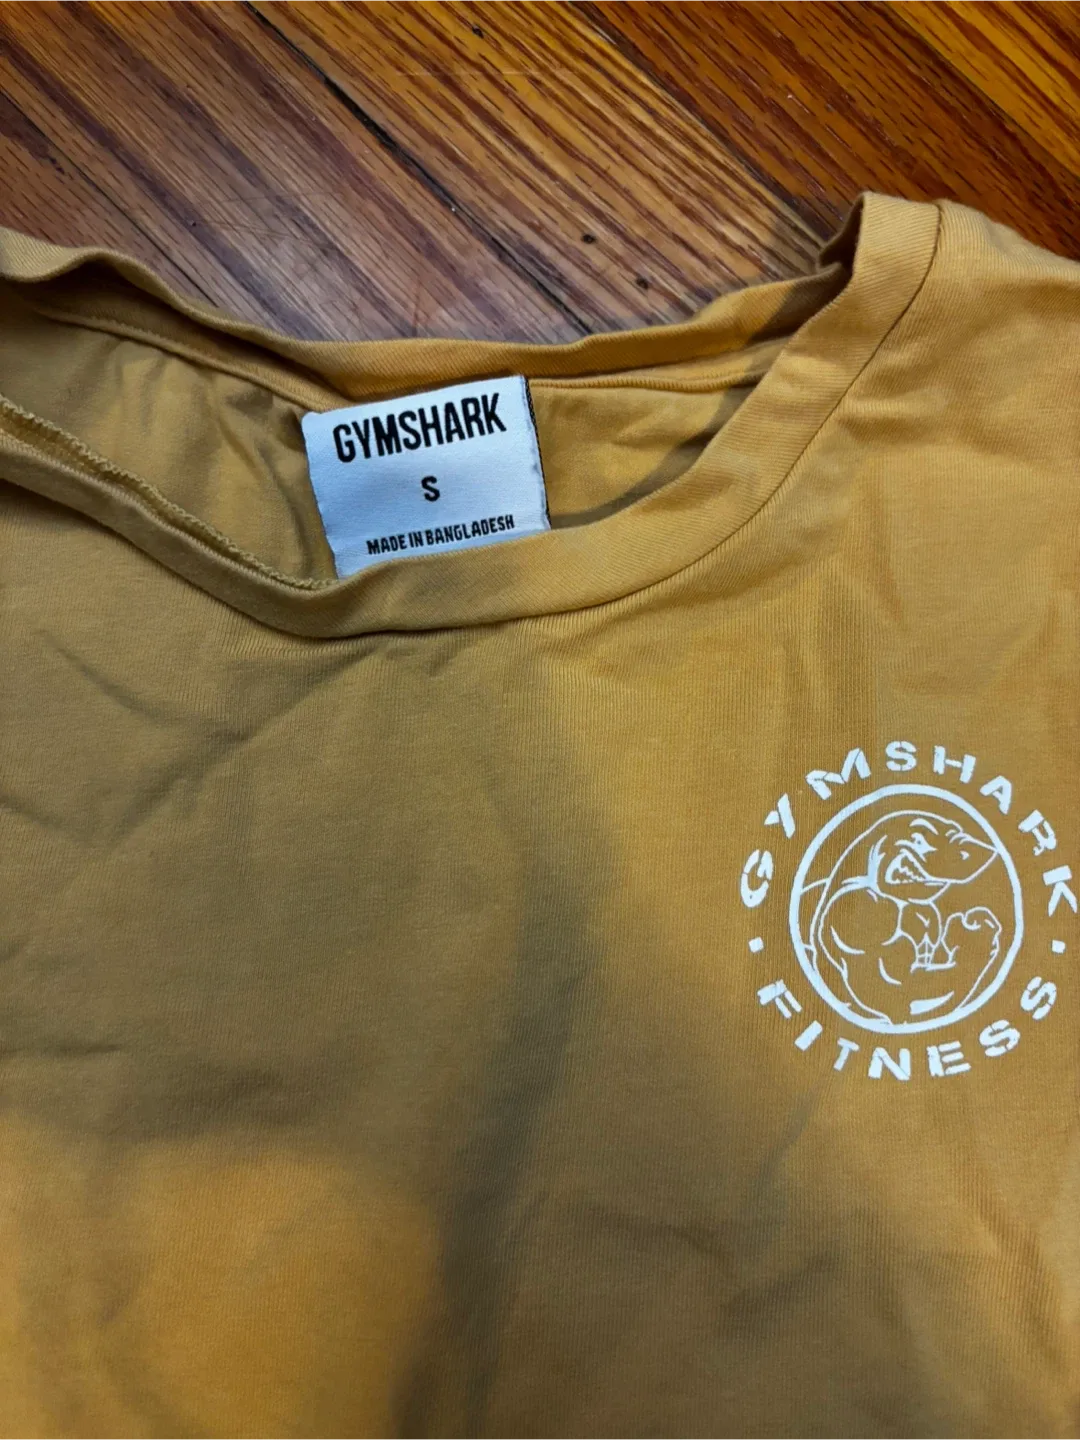 GYMSHARK
S
MADE IN BANGLADESH
GYMSHARK
· FITNESS ·